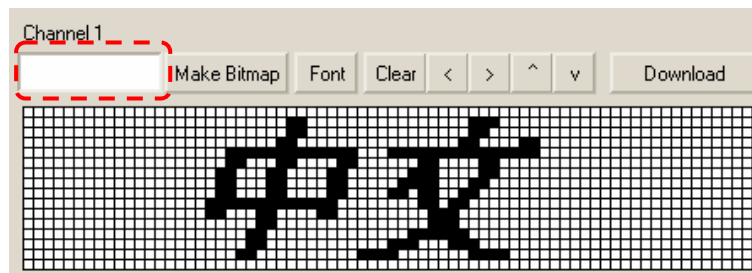 Channel 1
Make Bitmap Font Clear < > ^ v Download
中文